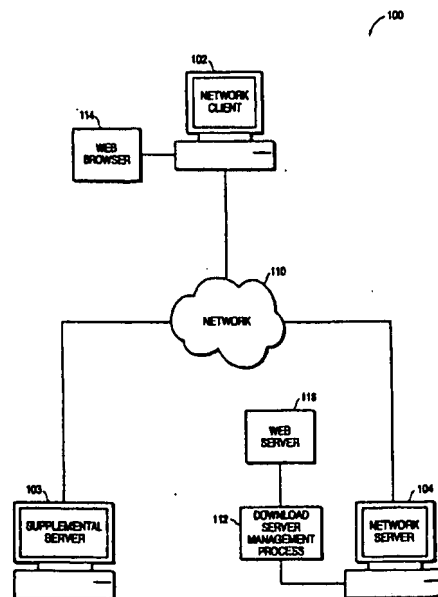 100
102
NETWORK
CLIENT
114
WEB
BROWSER
110
NETWORK
118
WEB
SERVER
103
SUPPLEMENTAL
SERVER
112
DOWNLOAD
SERVER
MANAGEMENT
PROCESS
104
NETWORK
SERVER